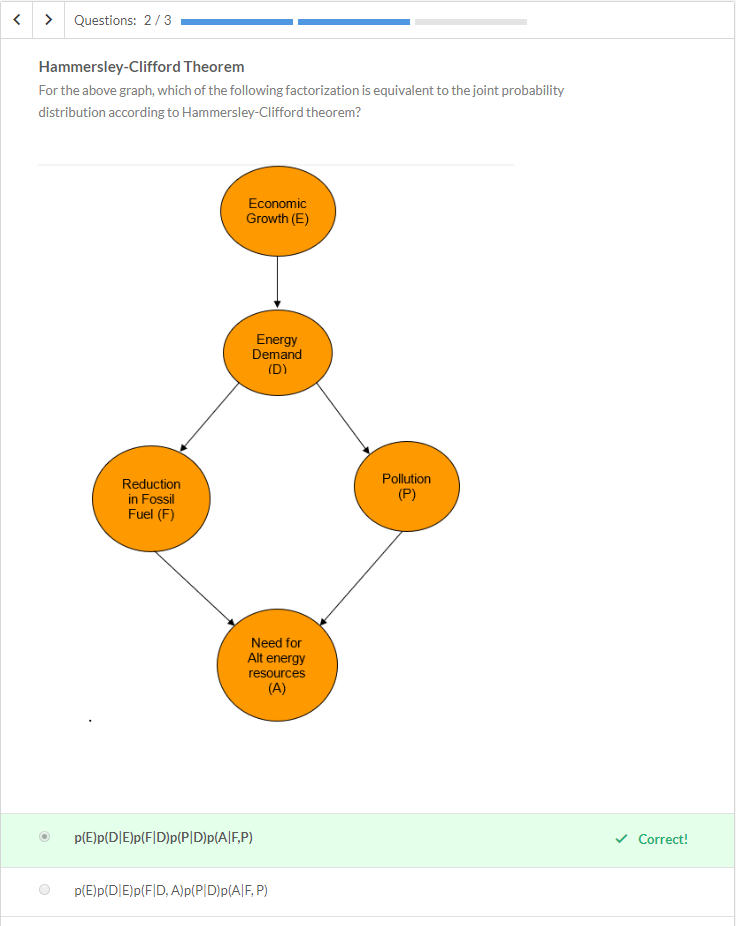 Questions: 2 / 3
Hammersley-Clifford Theorem
For the above graph, which of the following factorization is equivalent to the joint probability
distribution according to Hammersley-Clifford theorem?
Economic
Growth (E)
Energy
Demand
(D)
Reduction
in Fossil
Fuel (F)
Pollution
(P)
Need for
Alt energy
resources
(A)
.
p(E)p(D|E)p(F|D)p(P|D)p(A|F,P)
Correct!
p(E)p(D|E)p(F|D, A)p(P|D)p(A|F, P)